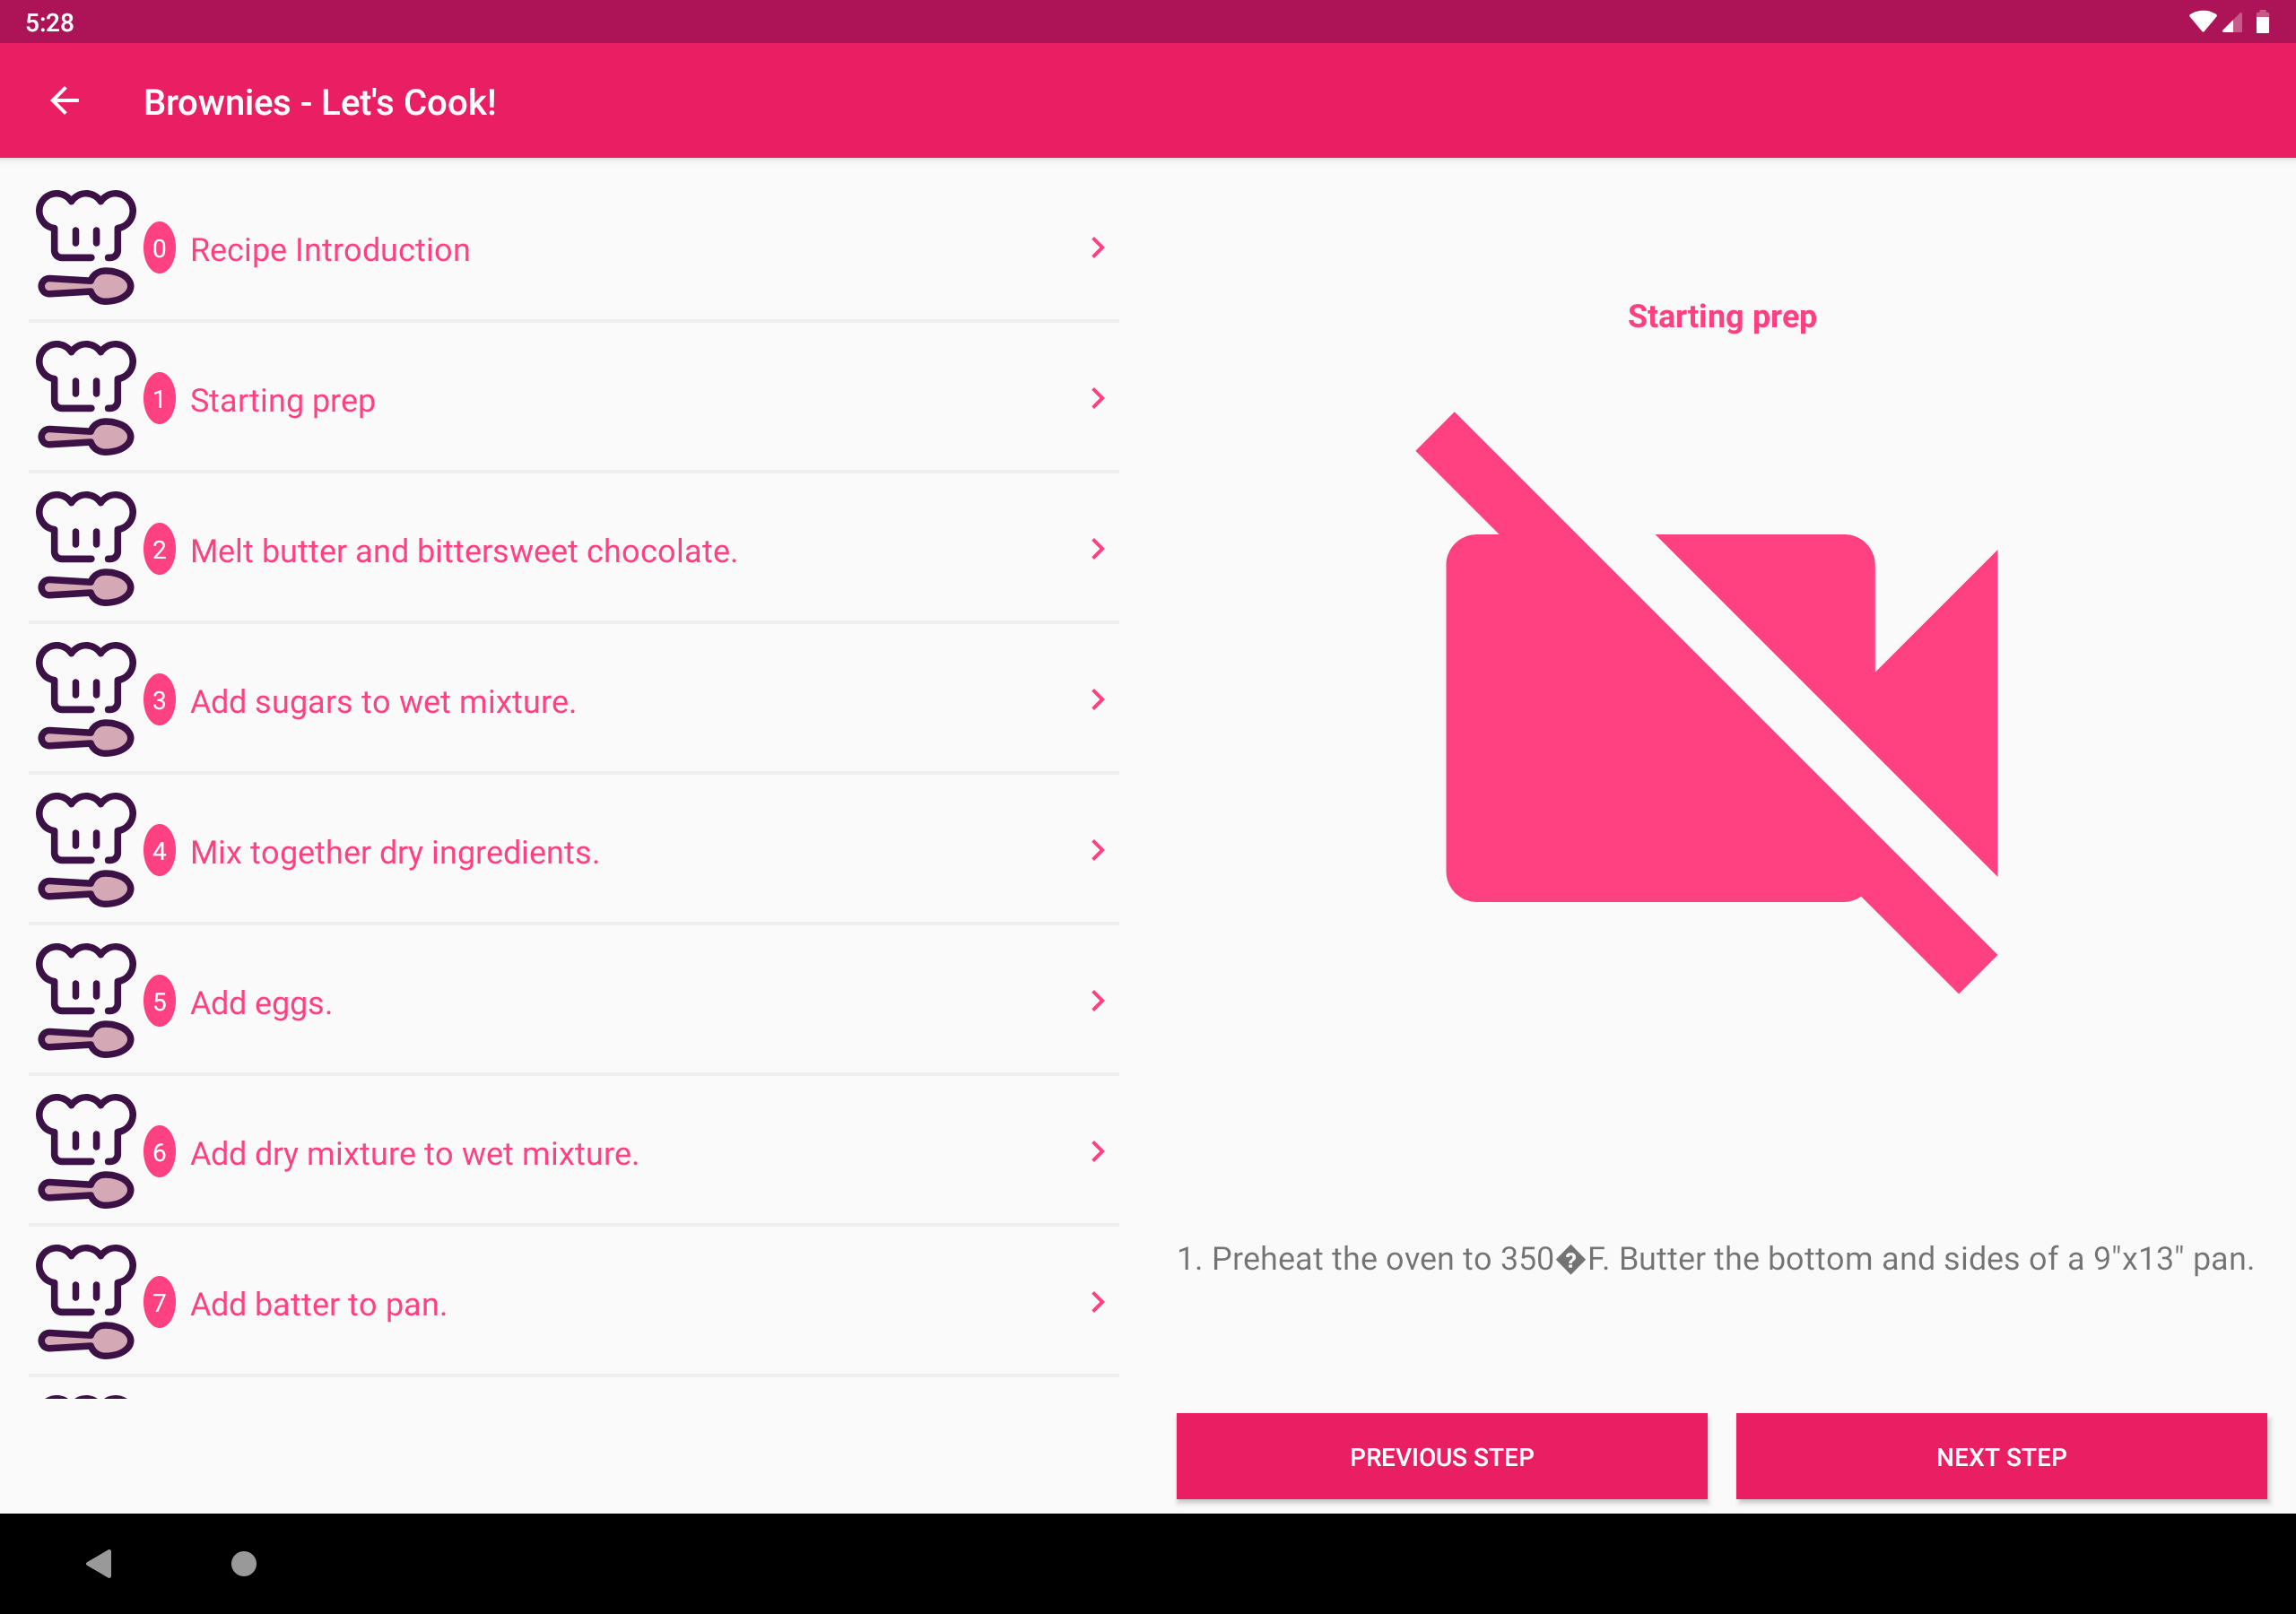 5:28
Brownies - Let's Cook!
0 Recipe Introduction
1 Starting prep
2 Melt butter and bittersweet chocolate.
3 Add sugars to wet mixture.
4 Mix together dry ingredients.
5 Add eggs.
6 Add dry mixture to wet mixture.
7 Add batter to pan.
Starting prep
1. Preheat the oven to 350�F. Butter the bottom and sides of a 9"x13" pan.
PREVIOUS STEP
NEXT STEP